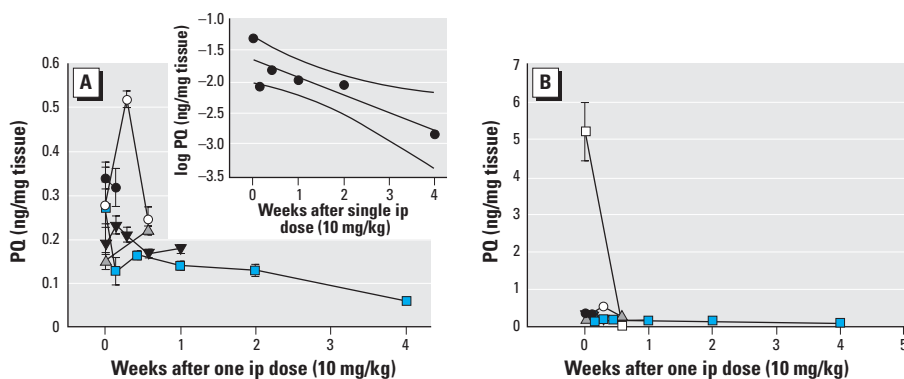 A
PQ (ng/mg tissue)
0.6
0.5
0.4
0.3
0.2
0.1
0
0 1 2 3 4
Weeks after one ip dose (10 mg/kg)
log PQ (ng/mg tissue)
–1.0
–1.5
–2.0
–2.5
–3.0
–3.5
0 1 2 3 4
Weeks after single ip
dose (10 mg/kg)
B
PQ (ng/mg tissue)
7
6
5
4
3
2
1
0
0 1 2 3 4 5
Weeks after one ip dose (10 mg/kg)